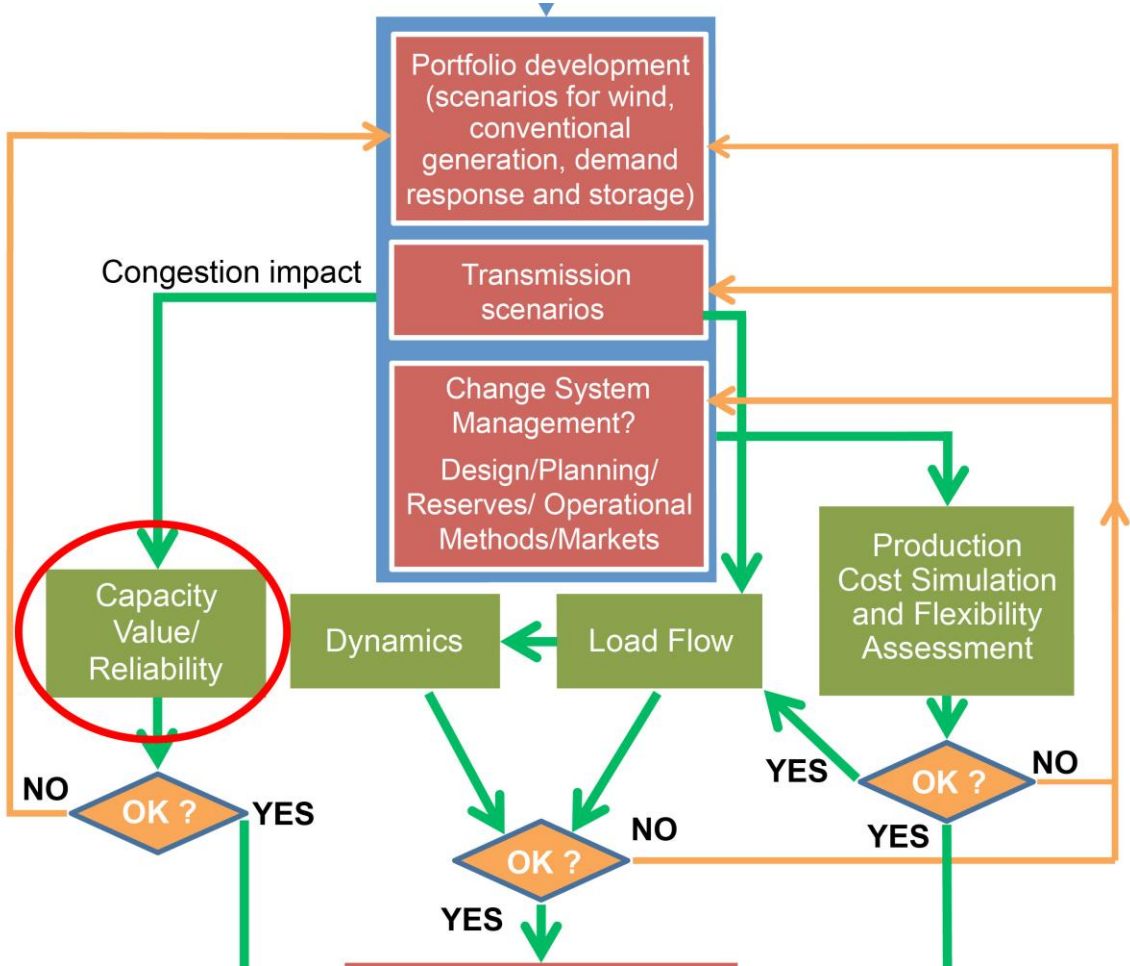 Portfolio development
(scenarios for wind,
conventional
generation, demand
response and storage)
Congestion impact
Transmission
scenarios
Change System
Management?
Design/Planning/
Reserves/ Operational
Methods/Markets
Capacity
Value/
Reliability
Dynamics
Load Flow
Production
Cost Simulation
and Flexibility
Assessment
NO
OK ?
YES
YES
OK ?
NO
YES
OK ?
NO
YES